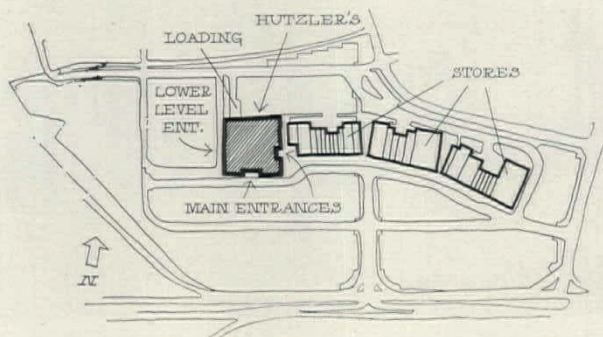 HUTZLER'S
LOADING
STORES
LOWER
LEVEL
ENT.
MAIN ENTRANCES
N